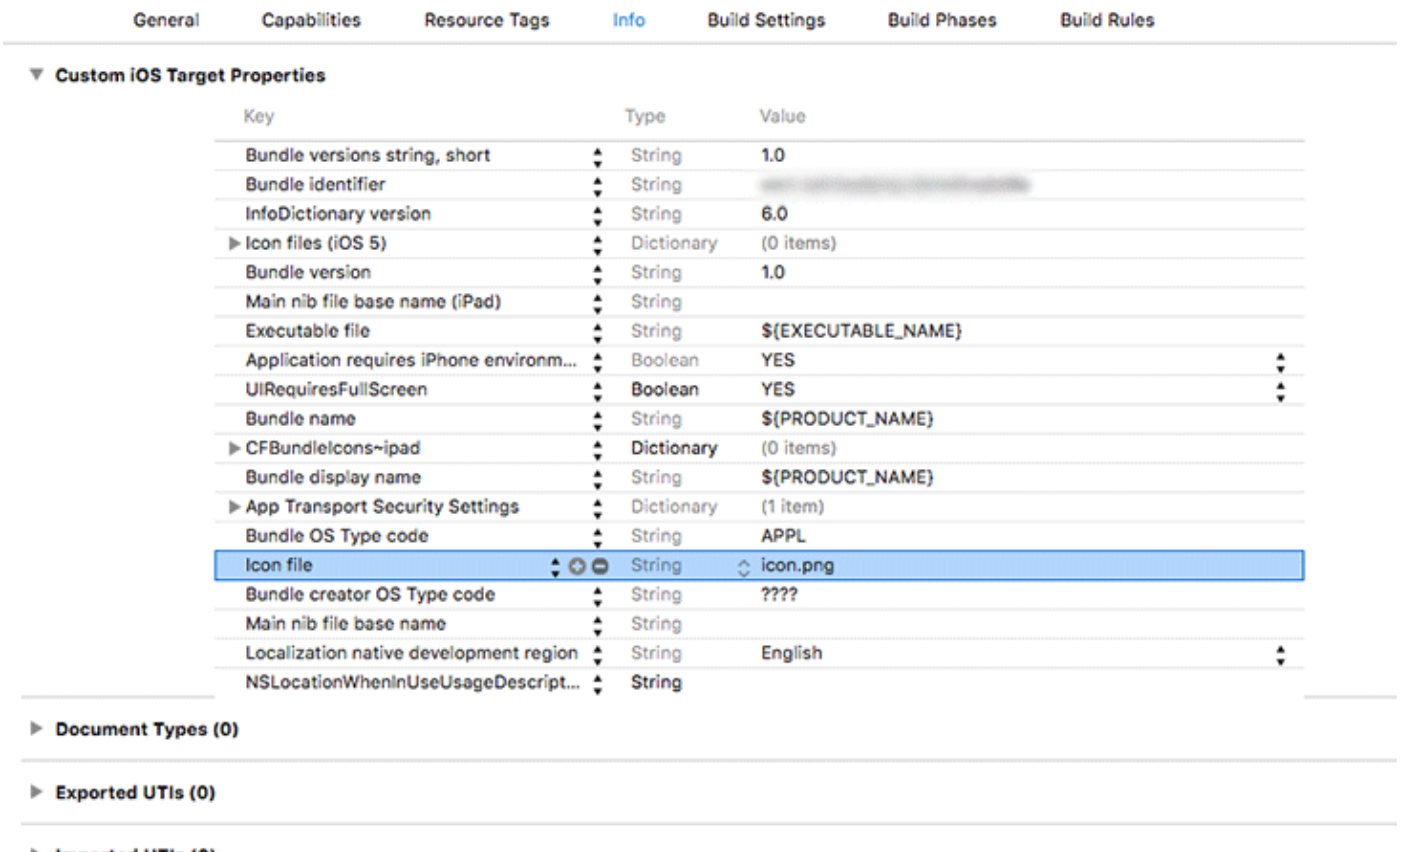 General Capabilities Resource Tags Info Build Settings Build Phases Build Rules
Custom iOS Target Properties
Key Type Value
Bundle versions string, short String 1.0
Bundle identifier String
InfoDictionary version String 6.0
Icon files (iOS 5) Dictionary (0 items)
Bundle version String 1.0
Main nib file base name (iPad) String
Executable file String ${EXECUTABLE_NAME}
Application requires iPhone environm... Boolean YES
UIRequiresFullScreen Boolean YES
Bundle name String ${PRODUCT_NAME}
CFBundleIcons~ipad Dictionary (0 items)
Bundle display name String ${PRODUCT_NAME}
App Transport Security Settings Dictionary (1 item)
Bundle OS Type code String APPL
Icon file String icon.png
Bundle creator OS Type code String ????
Main nib file base name String
Localization native development region String English
NSLocationWhenInUseUsageDescript... String
Document Types (0)
Exported UTIs (0)